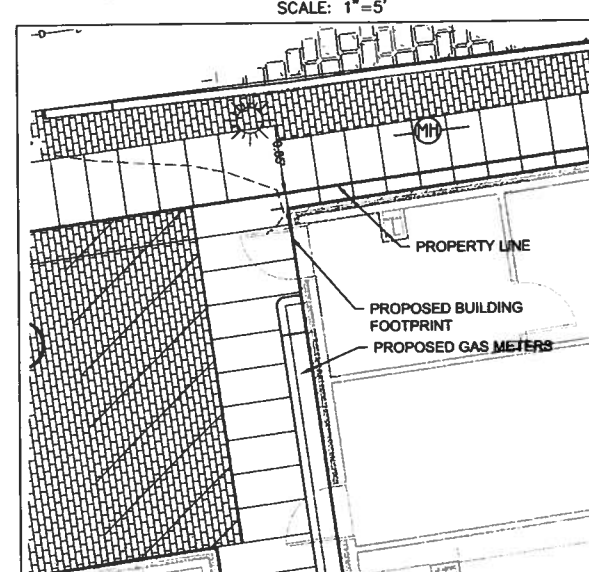 SCALE: 1"=5'
MH
PROPERTY LINE
PROPOSED BUILDING
FOOTPRINT
PROPOSED GAS METERS